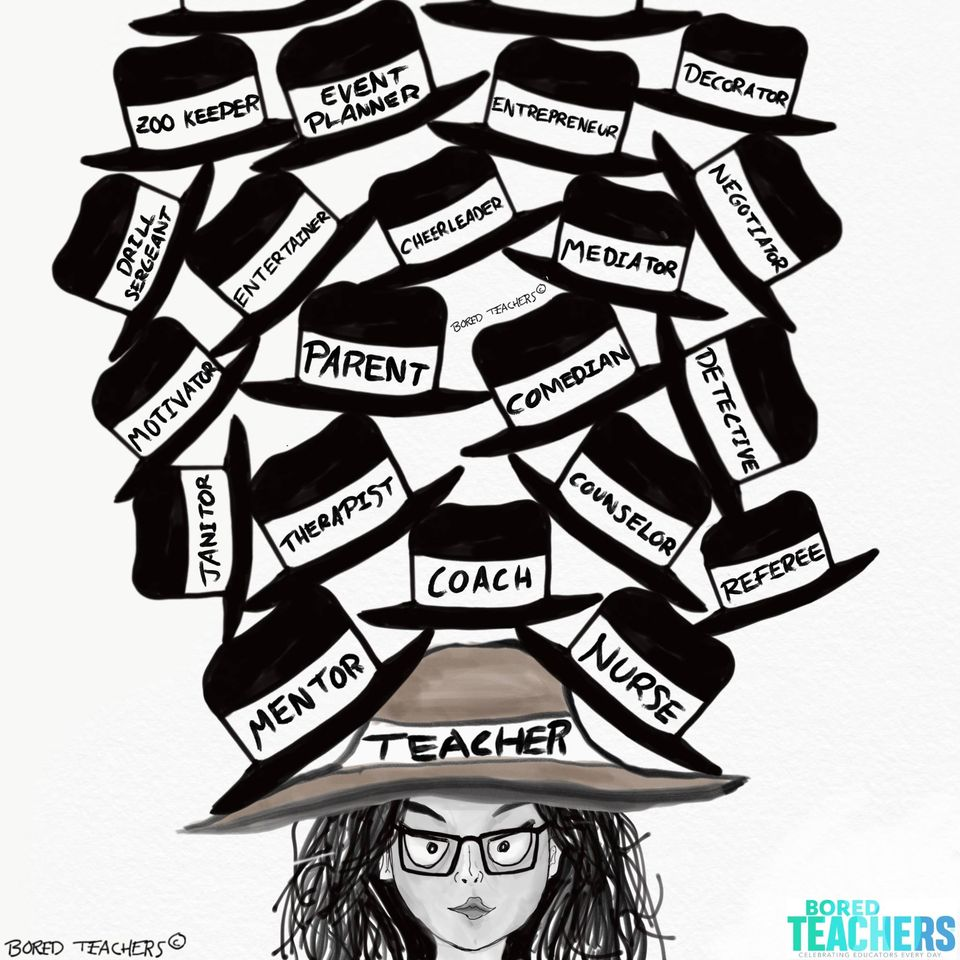 ZOO KEEPER
EVENT
PLANNER
ENTREPRENEUR
DECORATOR
DRILL
SERGEANT
ENTERTAINER
CHEERLEADER
MEDIATOR
NEGOTIATOR
BORED TEACHERS©
MOTIVATOR
PARENT
COMEDIAN
DETECTIVE
JANITOR
THERAPIST
COACH
COUNSELOR
REFEREE
MENTOR
NURSE
TEACHER
BORED TEACHERS©
BORED
TEACHERS
CELEBRATING EDUCATORS EVERY DAY